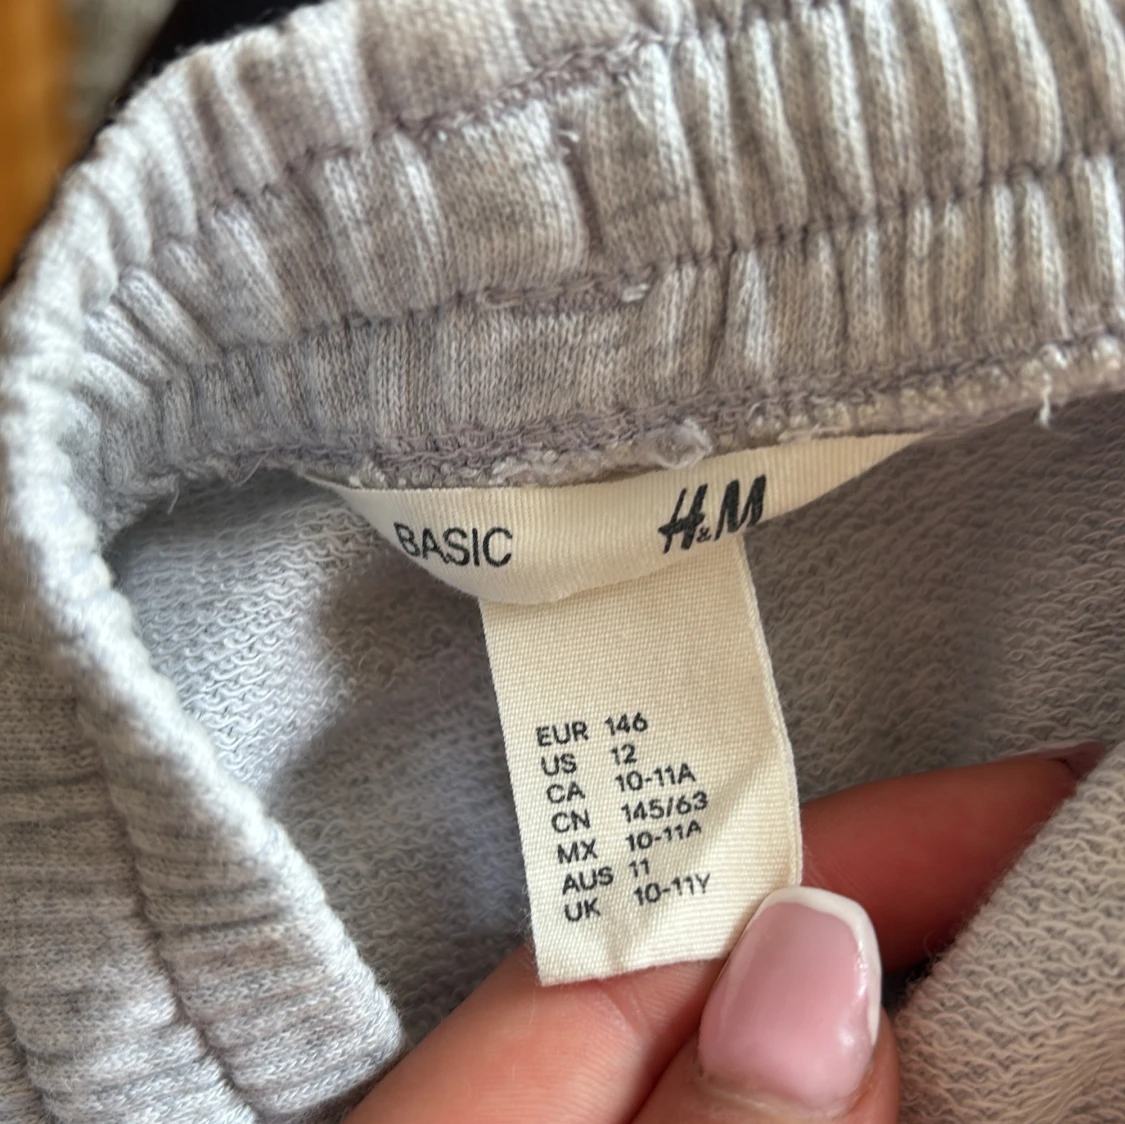 BASIC H&M
EUR 146
US 12
CA 10-11A
CN 145/63
MX 10-11A
AUS 11
UK 10-11Y